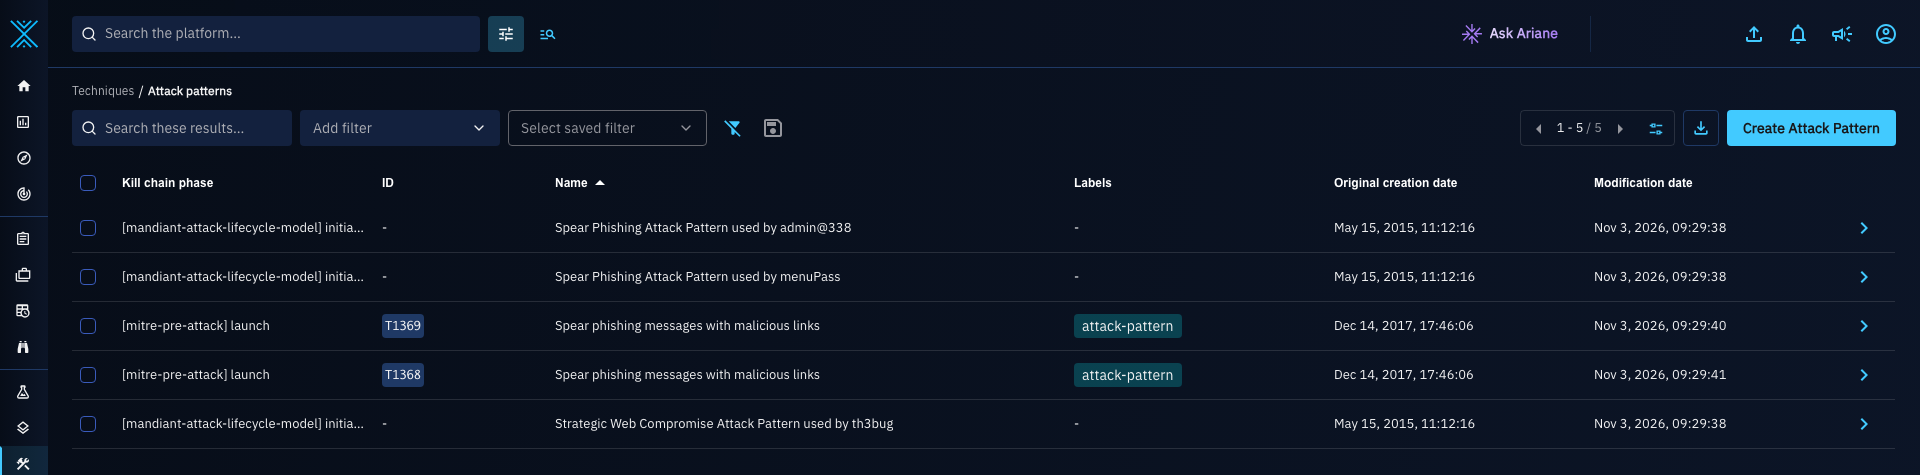 Search the platform...
Ask Ariane
Techniques / Attack patterns
Search these results...
Add filter
Select saved filter
1 - 5 / 5
Create Attack Pattern
Kill chain phase ID Name Labels Original creation date Modification date
[mandiant-attack-lifecycle-model] initia... - Spear Phishing Attack Pattern used by admin@338 - May 15, 2015, 11:12:16 Nov 3, 2026, 09:29:38
[mandiant-attack-lifecycle-model] initia... - Spear Phishing Attack Pattern used by menuPass - May 15, 2015, 11:12:16 Nov 3, 2026, 09:29:38
[mitre-pre-attack] launch T1369 Spear phishing messages with malicious links attack-pattern Dec 14, 2017, 17:46:06 Nov 3, 2026, 09:29:40
[mitre-pre-attack] launch T1368 Spear phishing messages with malicious links attack-pattern Dec 14, 2017, 17:46:06 Nov 3, 2026, 09:29:41
[mandiant-attack-lifecycle-model] initia... - Strategic Web Compromise Attack Pattern used by th3bug - May 15, 2015, 11:12:16 Nov 3, 2026, 09:29:38